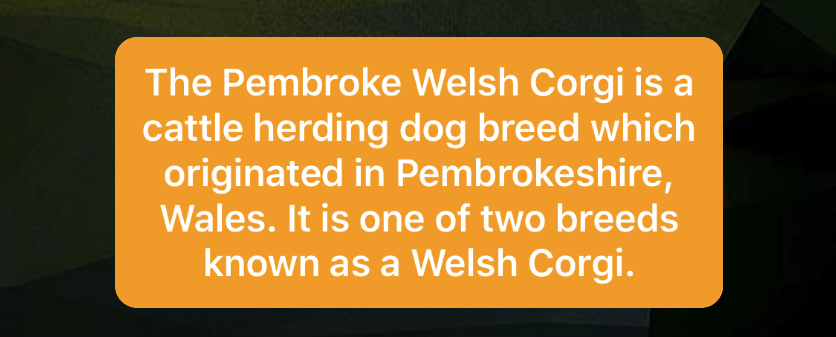 The Pembroke Welsh Corgi is a
cattle herding dog breed which
originated in Pembrokeshire,
Wales. It is one of two breeds
known as a Welsh Corgi.